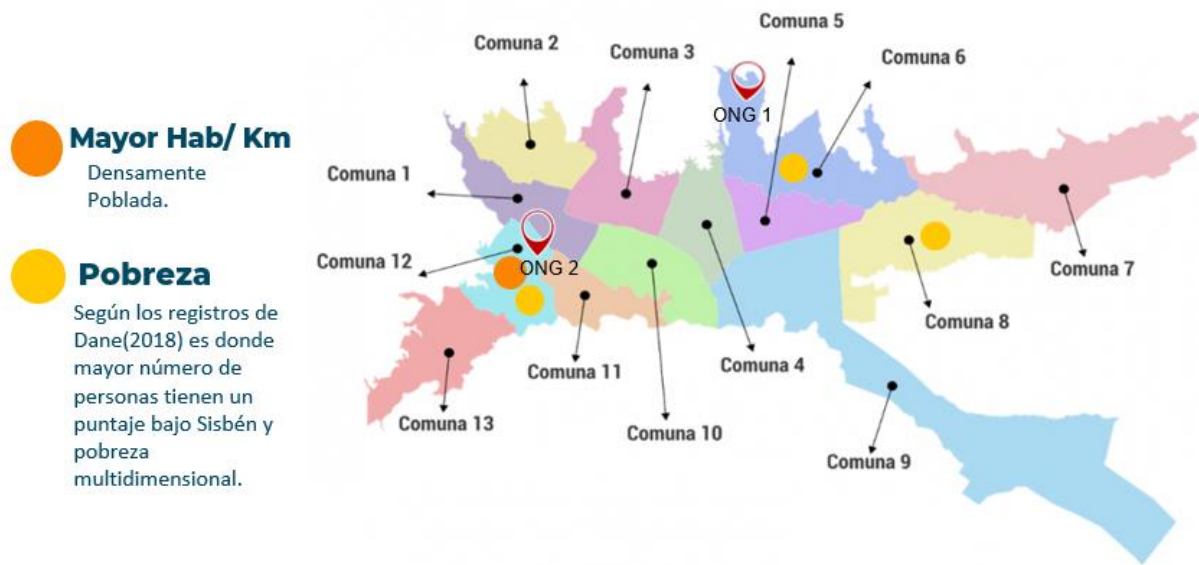 Mayor Hab/ Km
Densamente
Poblada.
Pobreza
Según los registros de
Dane(2018) es donde
mayor número de
personas tienen un
puntaje bajo Sisbén y
pobreza
multidimensional.
Comuna 2
Comuna 3
Comuna 5
Comuna 6
ONG 1
Comuna 1
Comuna 12
ONG 2
Comuna 7
Comuna 8
Comuna 11
Comuna 4
Comuna 13
Comuna 10
Comuna 9